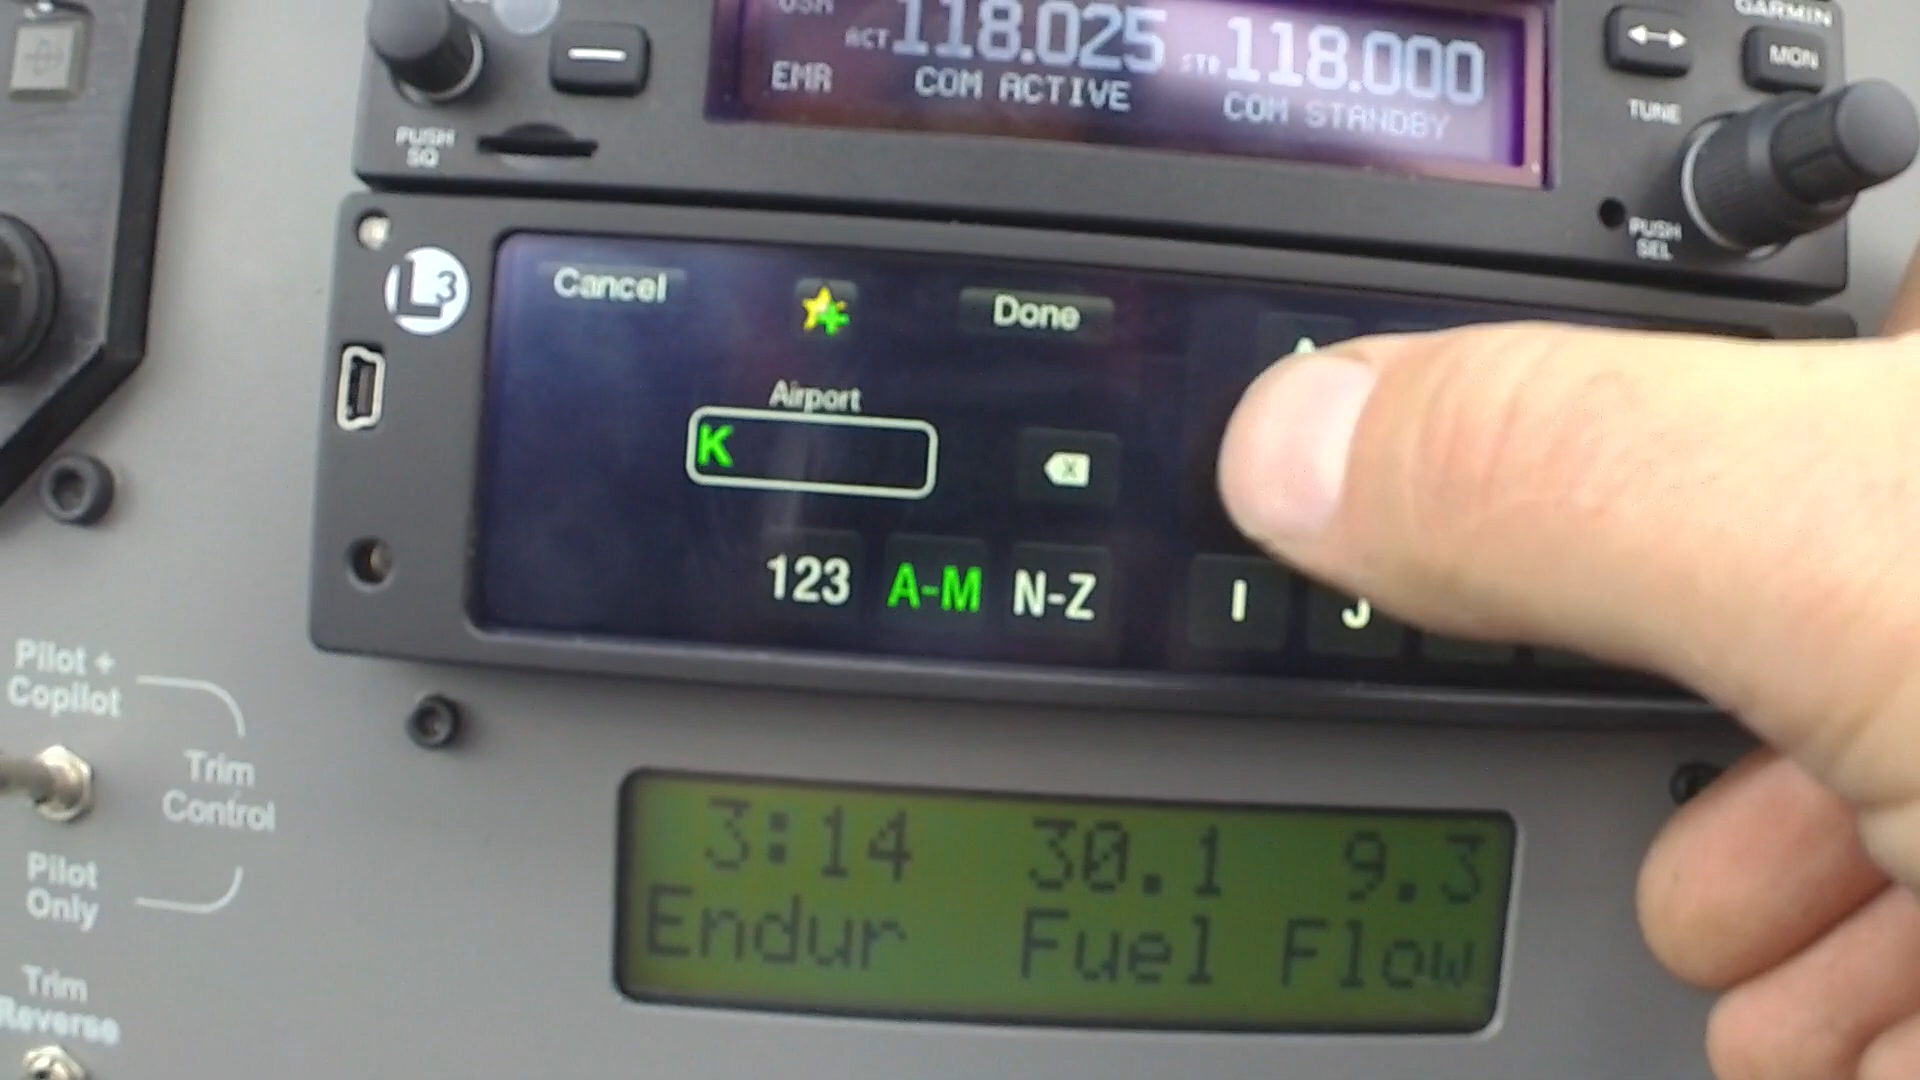 GARMIN
ACT 118.025 STB 118.000
MON
EMR COM ACTIVE COM STANDBY
TUNE
PUSH
SQ
PUSH
SEL
L3
Cancel
Done
Airport
K
123 A-M N-Z
I J
Pilot +
Copilot
Trim
Control
Pilot
Only
Trim
Reverse
3:14 30.1 9.3
Endur Fuel Flow